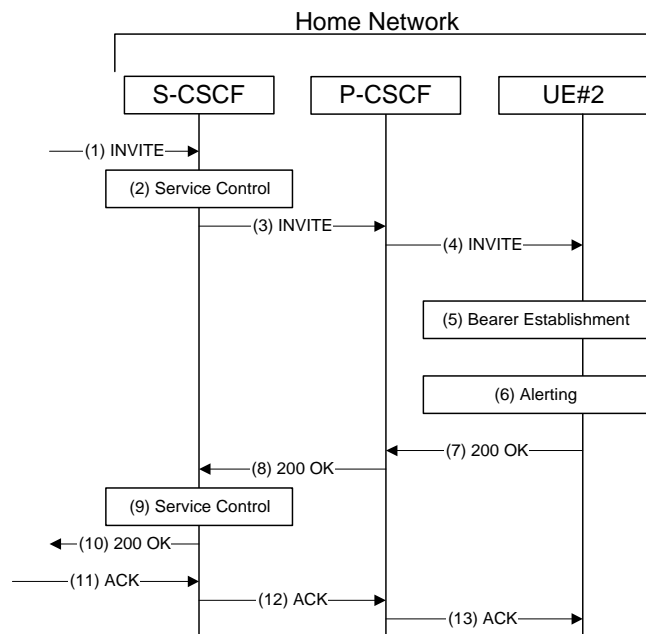 Home Network
S-CSCF P-CSCF UE#2
(1) INVITE
(2) Service Control
(3) INVITE
(4) INVITE
(5) Bearer Establishment
(6) Alerting
(7) 200 OK
(8) 200 OK
(9) Service Control
(10) 200 OK
(11) ACK
(12) ACK
(13) ACK